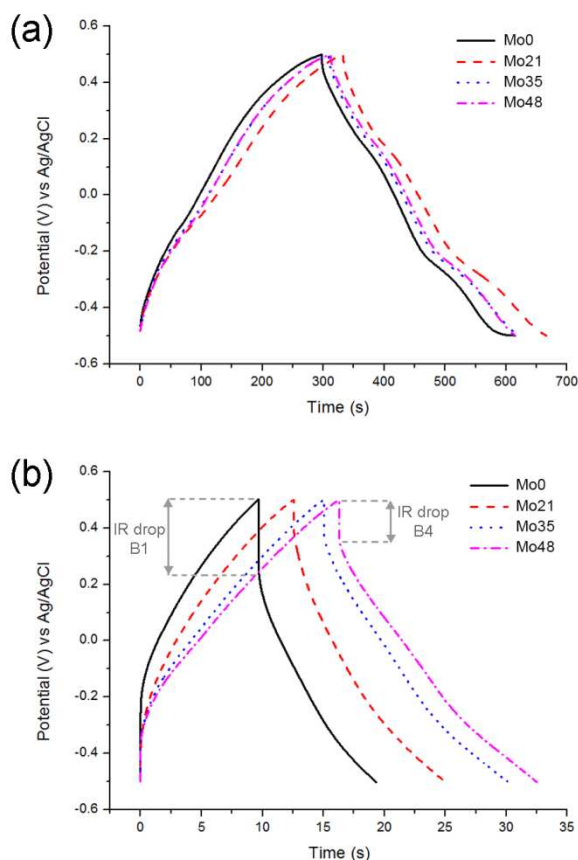 (a)
0.6
0.4
0.2
0.0
-0.2
-0.4
-0.6
Potential (V) vs Ag/AgCl
Mo0
Mo21
Mo35
Mo48
0 100 200 300 400 500 600 700
Time (s)
(b)
0.6
0.4
0.2
0.0
-0.2
-0.4
-0.6
Potential (V) vs Ag/AgCl
IR drop
B1
IR drop
B4
Mo0
Mo21
Mo35
Mo48
0 5 10 15 20 25 30 35
Time (s)